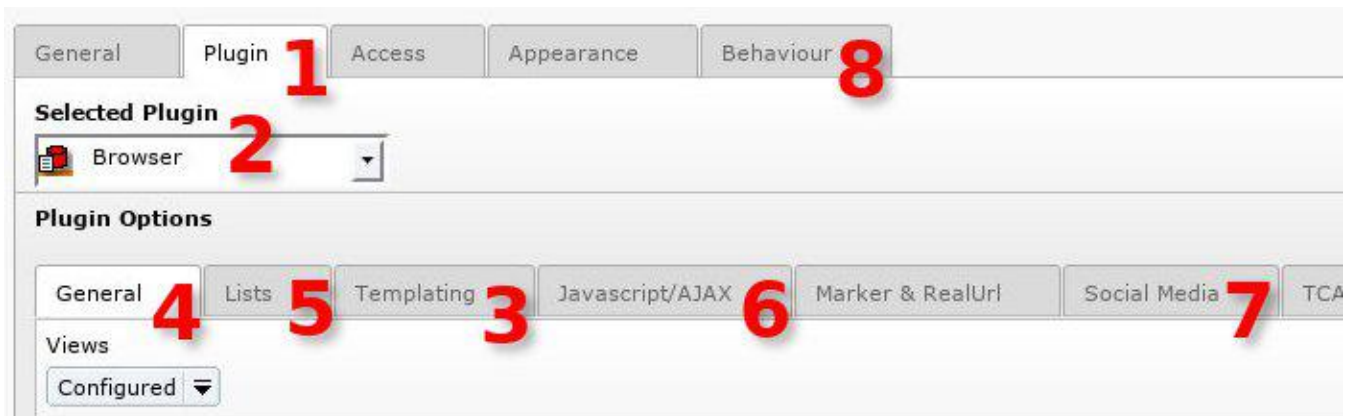 General Plugin 1 Access Appearance Behaviour 8
Selected Plugin
Browser 2
Plugin Options
General 4 Lists 5 Templating 3 Javascript/AJAX 6 Marker & RealUrl Social Media 7 TCA
Views
Configured